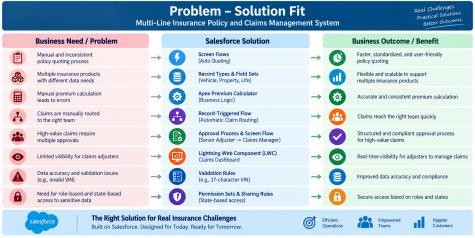 Problem – Solution Fit
Multi-Line Insurance Policy and Claims Management System
Real Challenges.
Practical Solutions.
Better Outcomes.
Business Need / Problem
Salesforce Solution
Business Outcome / Benefit
Manual and inconsistent
policy quoting process
Screen Flows
(Auto Quoting)
Faster, standardized, and user-friendly
policy quoting
Multiple insurance products
with different data needs
Record Types & Field Sets
(Vehicle, Property, Life)
Flexible and scalable to support
multiple insurance products
Manual premium calculation
leads to errors
Apex Premium Calculator
(Business Logic)
Accurate and consistent premium calculation
Claims are manually routed
to the right team
Record-Triggered Flow
(Automatic Claim Routing)
Claims reach the right team quickly
High-value claims require
multiple approvals
Approval Process & Screen Flow
(Senior Adjuster → Claims Manager)
Structured and compliant approval process
for high-value claims
Limited visibility for claims adjusters
Lightning Web Component (LWC)
Claims Dashboard
Real-time visibility for adjusters to manage claims
Data accuracy and validation issues
(e.g., invalid VIN)
Validation Rules
(e.g., 17-character VIN)
Improved data accuracy and compliance
Need for role-based and state-based
access to sensitive data
Permission Sets & Sharing Rules
(State-based access)
Secure access based on roles and states
salesforce
The Right Solution for Real Insurance Challenges
Built on Salesforce. Designed for Today. Ready for Tomorrow.
Efficient
Operations
Empowered
Teams
Happier
Customers